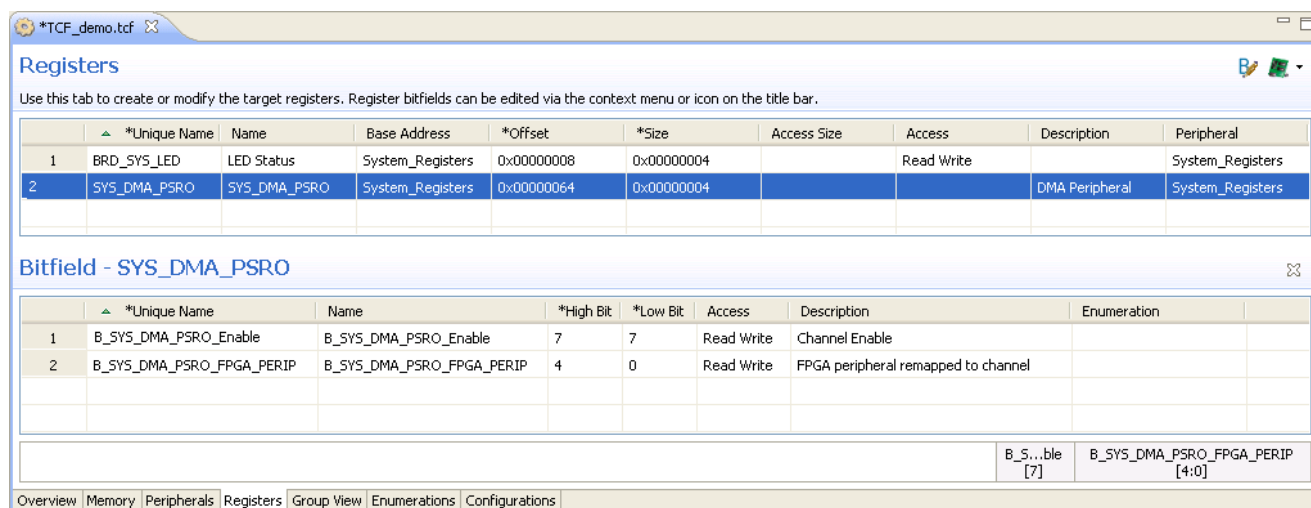 *TCF_demo.tcf
Registers
Use this tab to create or modify the target registers. Register bitfields can be edited via the context menu or icon on the title bar.
*Unique Name Name Base Address *Offset *Size Access Size Access Description Peripheral
1 BRD_SYS_LED LED Status System_Registers 0x00000008 0x00000004 Read Write System_Registers
2 SYS_DMA_PSRO SYS_DMA_PSRO System_Registers 0x00000064 0x00000004 DMA Peripheral System_Registers
Bitfield - SYS_DMA_PSRO
*Unique Name Name *High Bit *Low Bit Access Description Enumeration
1 B_SYS_DMA_PSRO_Enable B_SYS_DMA_PSRO_Enable 7 7 Read Write Channel Enable
2 B_SYS_DMA_PSRO_FPGA_PERIP B_SYS_DMA_PSRO_FPGA_PERIP 4 0 Read Write FPGA peripheral remapped to channel
B_S...ble B_SYS_DMA_PSRO_FPGA_PERIP
[7] [4:0]
Overview Memory Peripherals Registers Group View Enumerations Configurations